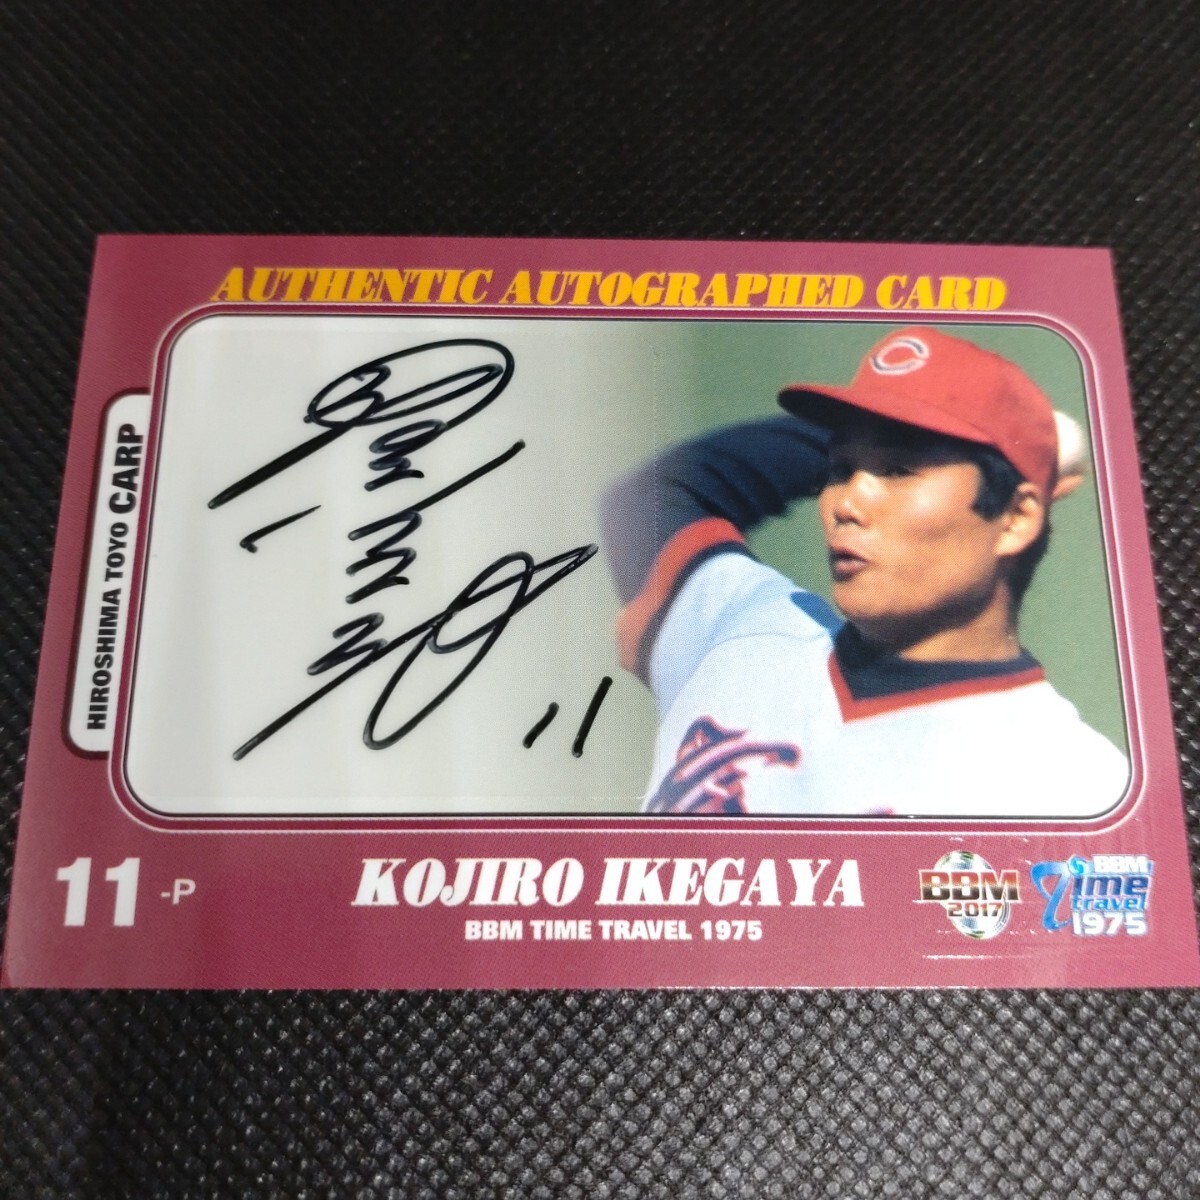 AUTHENTIC AUTOGRAPHED CARD
HIROSHIMA TOYO CARP
C
11
11 -P
KOJIRO IKEGAYA
BBM TIME TRAVEL 1975
BBM
2017
BBM
Time
travel
1975